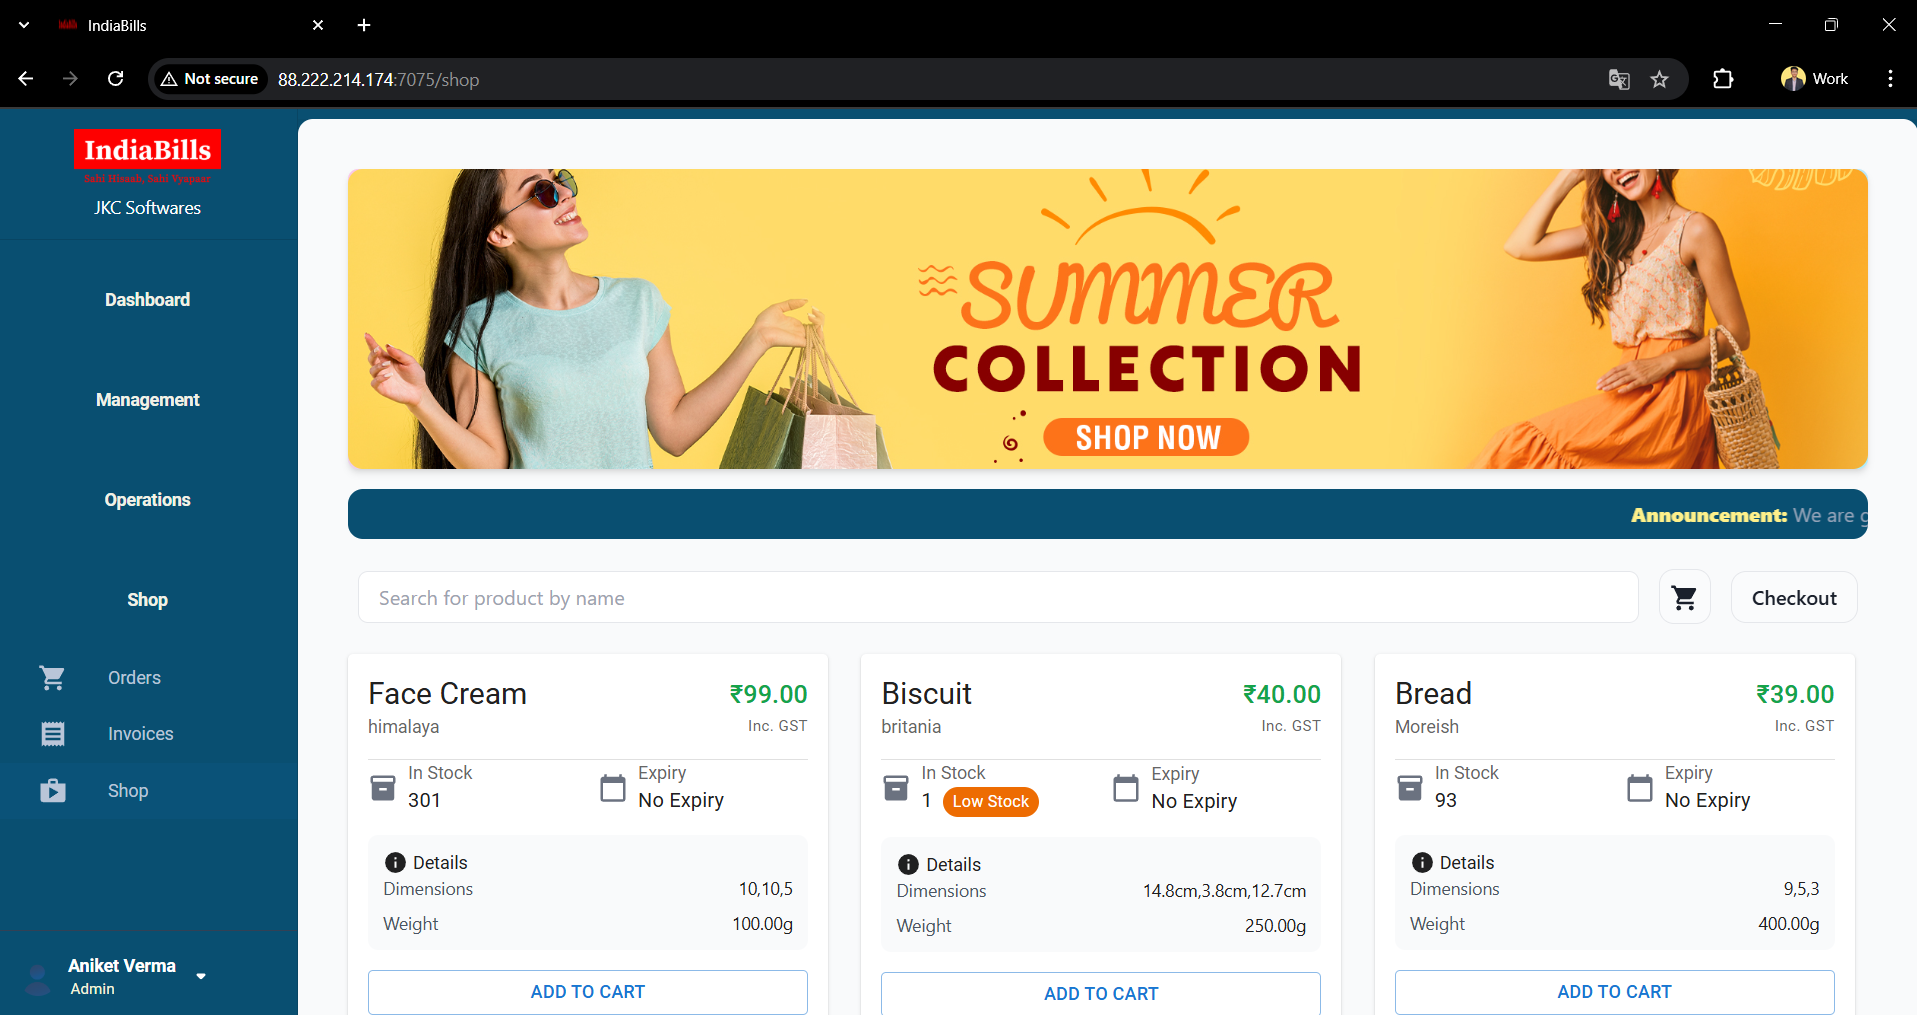 IndiaBills
Not secure
88.222.214.174:7075/shop
Work
IndiaBills
Sahi Hisaab, Sahi Vyapaar
JKC Softwares
Dashboard
Management
Operations
Shop
Orders
Invoices
Shop
Aniket Verma
Admin
SUMMER
COLLECTION
SHOP NOW
Announcement: We are g
Search for product by name
Checkout
Face Cream
₹99.00
himalaya
Inc. GST
In Stock
301
Expiry
No Expiry
Details
Dimensions
10,10,5
Weight
100.00g
ADD TO CART
Biscuit
₹40.00
britania
Inc. GST
In Stock
1
Low Stock
Expiry
No Expiry
Details
Dimensions
14.8cm,3.8cm,12.7cm
Weight
250.00g
ADD TO CART
Bread
₹39.00
Moreish
Inc. GST
In Stock
93
Expiry
No Expiry
Details
Dimensions
9,5,3
Weight
400.00g
ADD TO CART